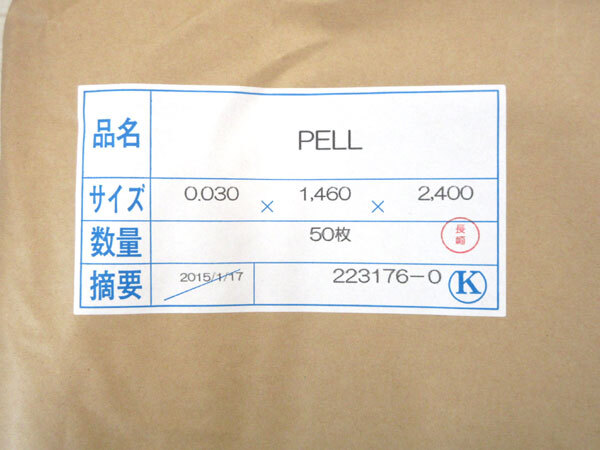 品名 PELL
サイズ 0.030 × 1,460 × 2,400
数量 50枚 長崎
摘要 2015/1/17 223176-0 K